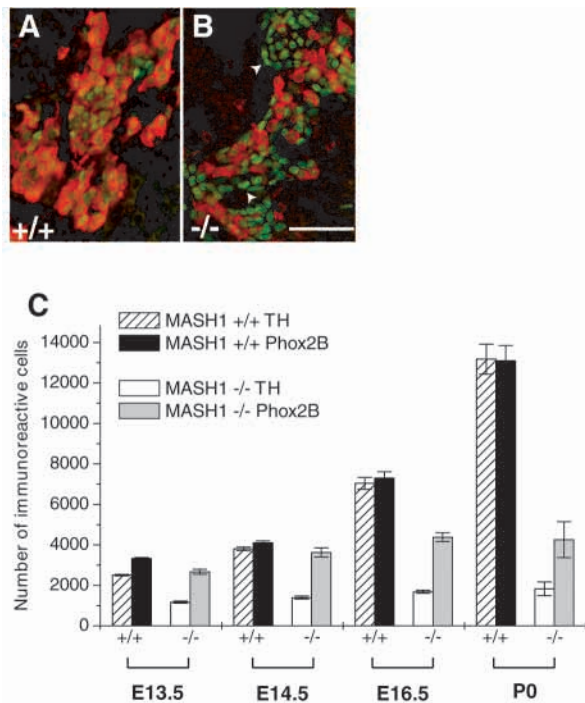 A
B
+/+
-/-
C
MASH1 +/+ TH
MASH1 +/+ Phox2B
MASH1 -/- TH
MASH1 -/- Phox2B
Number of immunoreactive cells
14000
12000
10000
8000
6000
4000
2000
0
+/+ -/- +/+ -/- +/+ -/- +/+ -/-
E13.5 E14.5 E16.5 P0